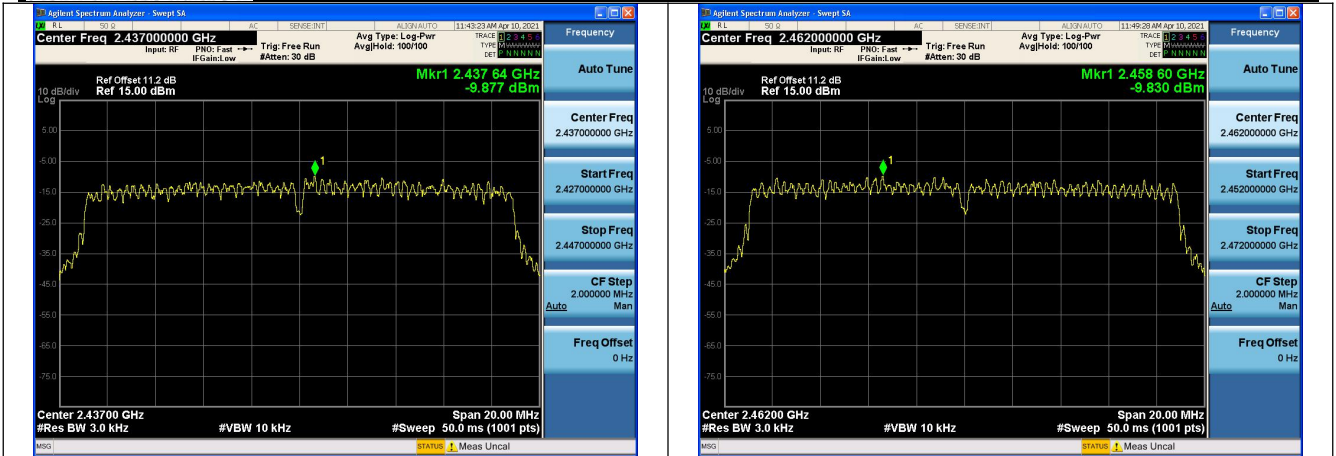 Agilent Spectrum Analyzer - Swept SA
RL 50 Ω AC SENSE:INT ALIGNAUTO 11:43:23 AM Apr 10, 2021
Center Freq 2.437000000 GHz
Input: RF PNO: Fast
IFGain:Low
Trig: Free Run
#Atten: 30 dB
Avg Type: Log-Pwr
Avg|Hold: 100/100
TRACE 1 2 3 4 5 6
TYPE M
DET P N N N N N
Ref Offset 11.2 dB
Ref 15.00 dBm
10 dB/div
Log
Mkr1 2.437 64 GHz
-9.877 dBm
1
5.00
-5.00
-15.0
-25.0
-35.0
-45.0
-55.0
-65.0
-75.0
Center 2.43700 GHz
Span 20.00 MHz
#Res BW 3.0 kHz
#VBW 10 kHz
#Sweep 50.0 ms (1001 pts)
MSG
STATUS
Meas Uncal
Frequency
Auto Tune
Center Freq
2.437000000 GHz
Start Freq
2.427000000 GHz
Stop Freq
2.447000000 GHz
CF Step
2.000000 MHz
Auto Man
Freq Offset
0 Hz
Agilent Spectrum Analyzer - Swept SA
RL 50 Ω AC SENSE:INT ALIGNAUTO 11:49:28 AM Apr 10, 2021
Center Freq 2.462000000 GHz
Input: RF PNO: Fast
IFGain:Low
Trig: Free Run
#Atten: 30 dB
Avg Type: Log-Pwr
Avg|Hold: 100/100
TRACE 1 2 3 4 5 6
TYPE M
DET P N N N N N
Ref Offset 11.2 dB
Ref 15.00 dBm
10 dB/div
Log
Mkr1 2.458 60 GHz
-9.830 dBm
1
5.00
-5.00
-15.0
-25.0
-35.0
-45.0
-55.0
-65.0
-75.0
Center 2.46200 GHz
Span 20.00 MHz
#Res BW 3.0 kHz
#VBW 10 kHz
#Sweep 50.0 ms (1001 pts)
MSG
STATUS
Meas Uncal
Frequency
Auto Tune
Center Freq
2.462000000 GHz
Start Freq
2.452000000 GHz
Stop Freq
2.472000000 GHz
CF Step
2.000000 MHz
Auto Man
Freq Offset
0 Hz